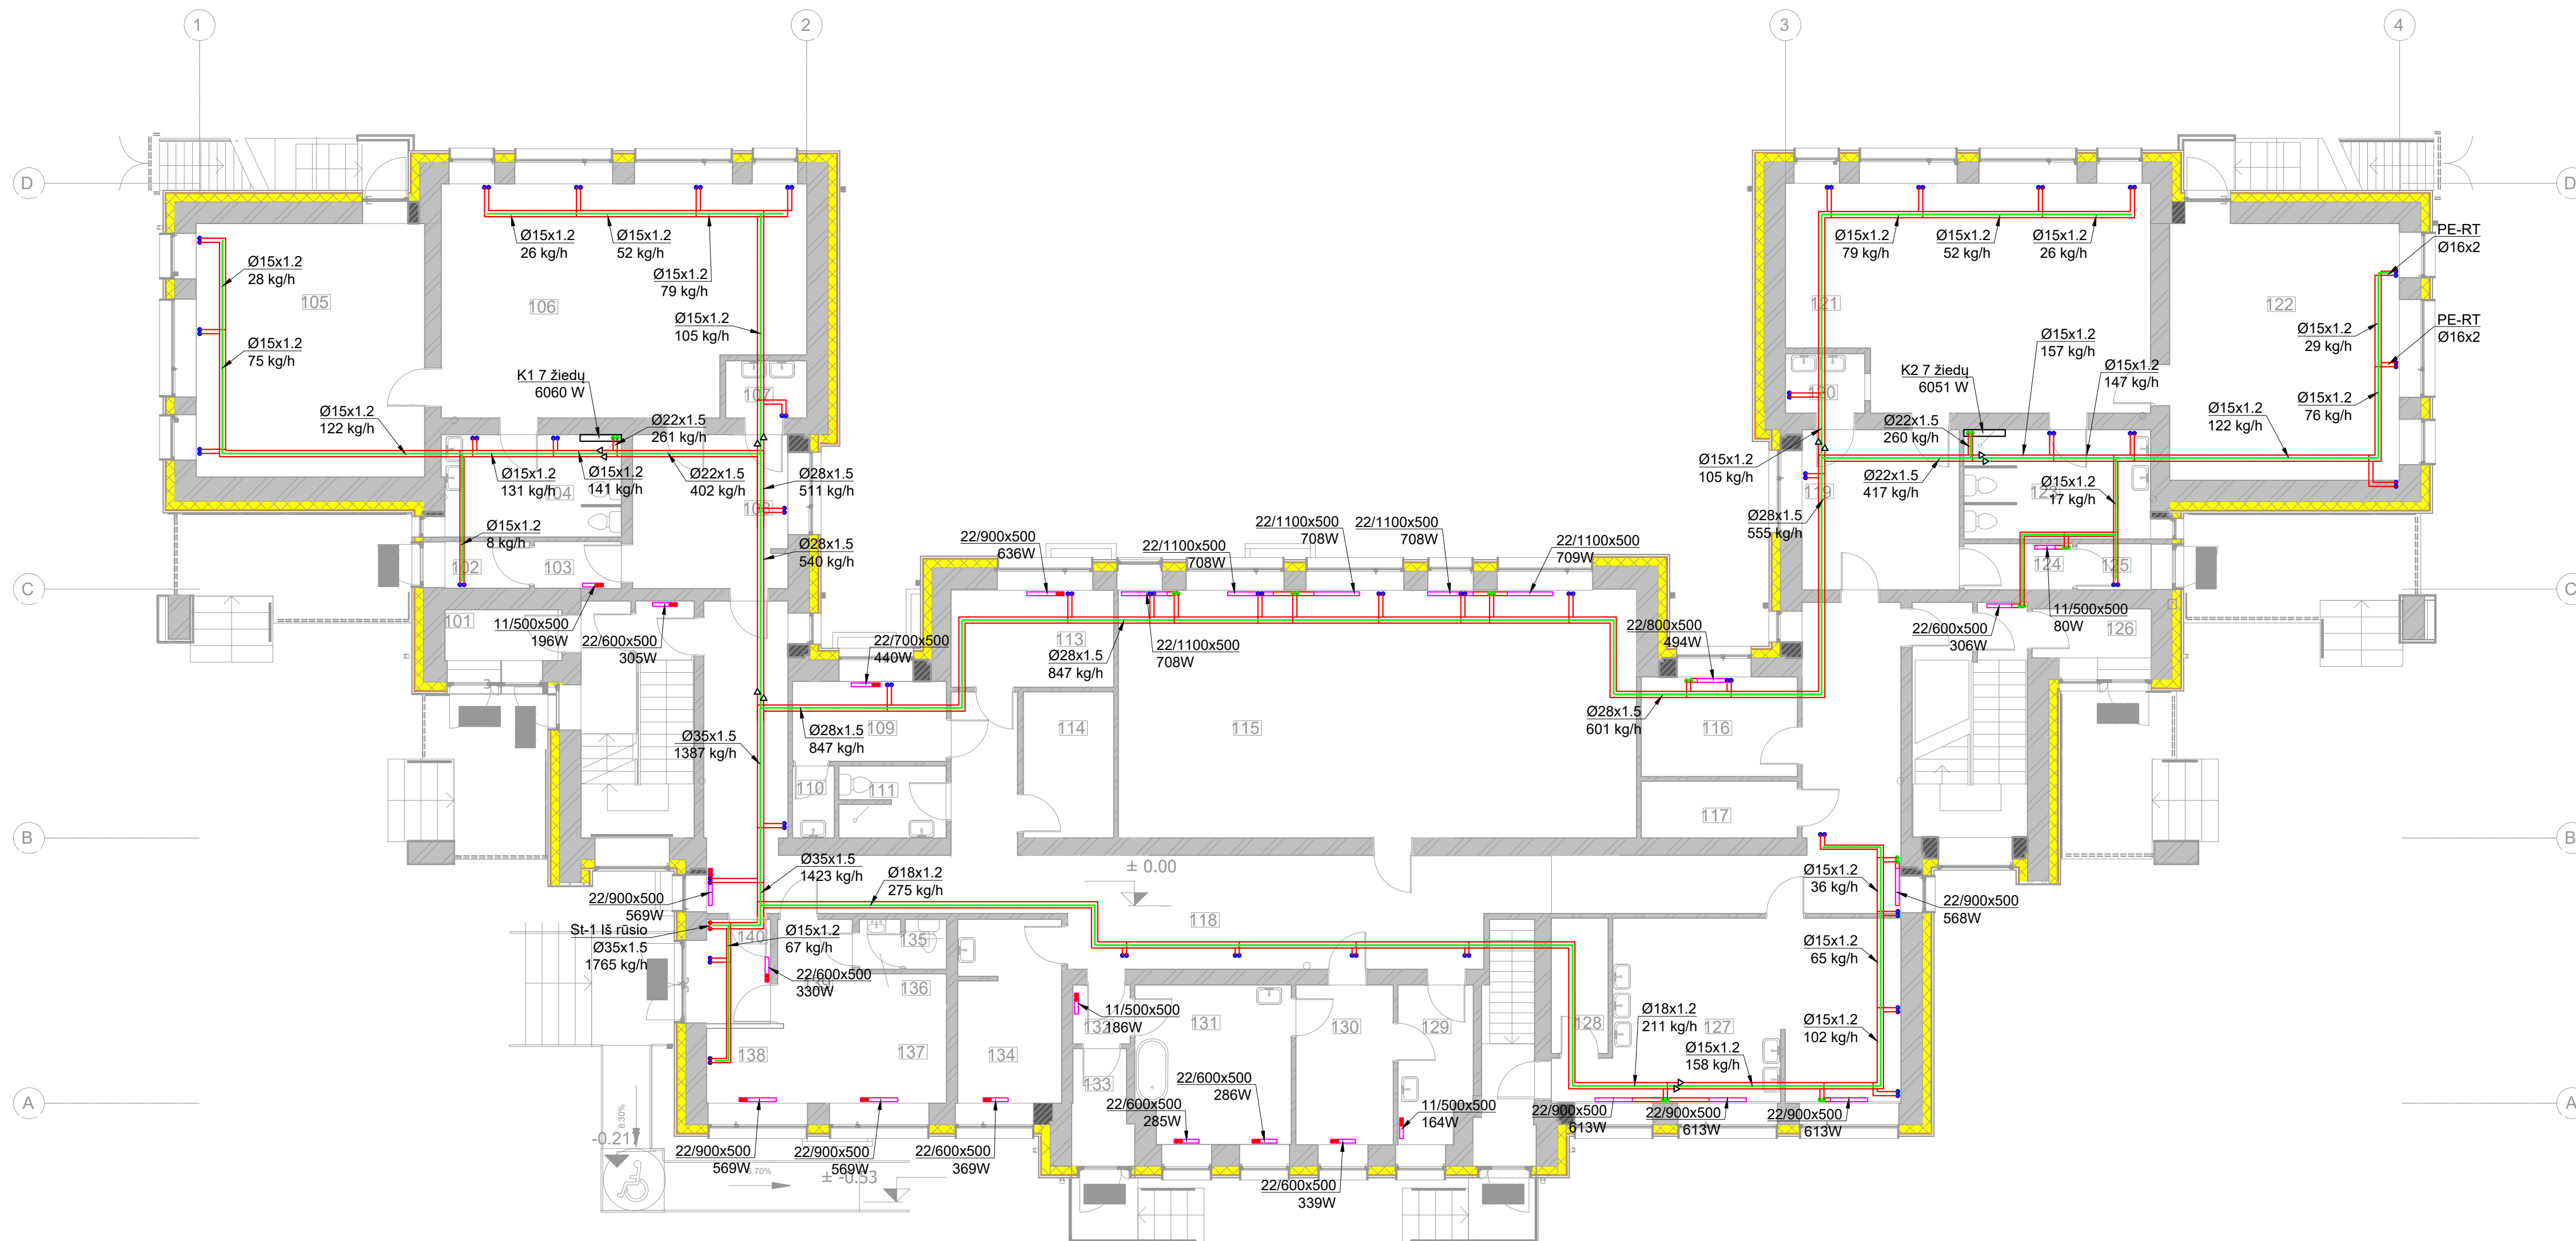 1
2
3
4
D
D
Ø15x1.2
26 kg/h
Ø15x1.2
52 kg/h
Ø15x1.2
79 kg/h
Ø15x1.2
28 kg/h
105
106
Ø15x1.2
105 kg/h
Ø15x1.2
75 kg/h
K1 7 žiedų
6060 W
107
Ø15x1.2
122 kg/h
Ø22x1.5
261 kg/h
Ø15x1.2
131 kg/h
104
Ø15x1.2
141 kg/h
Ø22x1.5
402 kg/h
Ø28x1.5
511 kg/h
108
Ø15x1.2
8 kg/h
Ø28x1.5
540 kg/h
102
103
Ø15x1.2
79 kg/h
Ø15x1.2
52 kg/h
Ø15x1.2
26 kg/h
PE-RT
Ø16x2
121
122
Ø15x1.2
29 kg/h
PE-RT
Ø16x2
Ø15x1.2
157 kg/h
Ø15x1.2
147 kg/h
K2 7 žiedų
6051 W
120
Ø15x1.2
76 kg/h
Ø15x1.2
122 kg/h
Ø22x1.5
260 kg/h
Ø15x1.2
105 kg/h
Ø22x1.5
417 kg/h
119
123
Ø15x1.2
17 kg/h
Ø28x1.5
555 kg/h
22/900x500
636W
22/1100x500
708W
22/1100x500
708W
22/1100x500
708W
22/1100x500
709W
C
C
101
11/500x500
196W
22/600x500
305W
22/700x500
440W
113
Ø28x1.5
847 kg/h
22/1100x500
708W
22/800x500
494W
124
125
11/500x500
80W
22/600x500
306W
126
Ø35x1.5
1387 kg/h
Ø28x1.5
847 kg/h
109
114
115
Ø28x1.5
601 kg/h
116
110
111
117
B
B
± 0.00
Ø35x1.5
1423 kg/h
Ø18x1.2
275 kg/h
22/900x500
569W
118
Ø15x1.2
36 kg/h
22/900x500
568W
St-1 Iš rūsio
Ø35x1.5
1765 kg/h
140
Ø15x1.2
67 kg/h
135
22/600x500
330W
139
136
Ø15x1.2
65 kg/h
11/500x500
186W
132
131
130
129
128
Ø18x1.2
211 kg/h
127
Ø15x1.2
102 kg/h
138
137
134
133
Ø15x1.2
158 kg/h
A
A
22/600x500
286W
22/600x500
285W
11/500x500
164W
22/900x500
613W
22/900x500
613W
22/900x500
613W
8.30%
-0.21
22/900x500
569W
22/900x500
569W
22/600x500
369W
± -0.53
22/600x500
339W